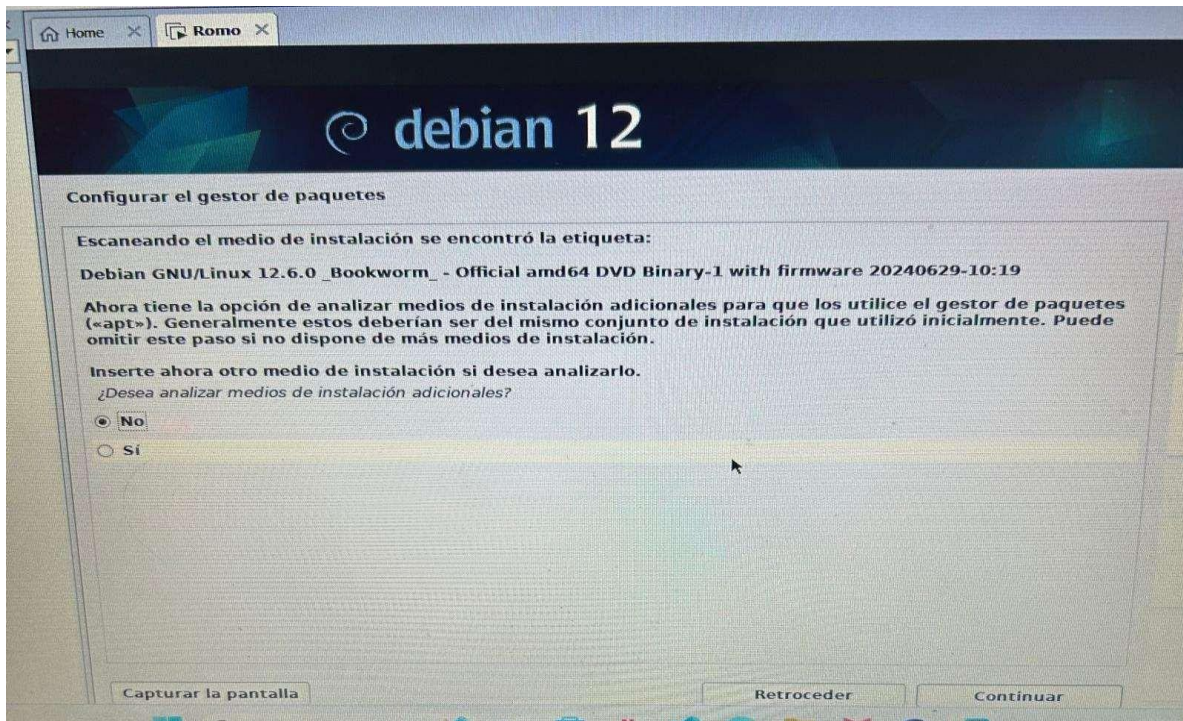 Home
Romo
debian 12
Configurar el gestor de paquetes
Escaneando el medio de instalación se encontró la etiqueta:
Debian GNU/Linux 12.6.0 _Bookworm_ - Official amd64 DVD Binary-1 with firmware 20240629-10:19
Ahora tiene la opción de analizar medios de instalación adicionales para que los utilice el gestor de paquetes
(«apt»). Generalmente estos deberían ser del mismo conjunto de instalación que utilizó inicialmente. Puede
omitir este paso si no dispone de más medios de instalación.
Inserte ahora otro medio de instalación si desea analizarlo.
¿Desea analizar medios de instalación adicionales?
No
Sí
Capturar la pantalla
Retroceder
Continuar